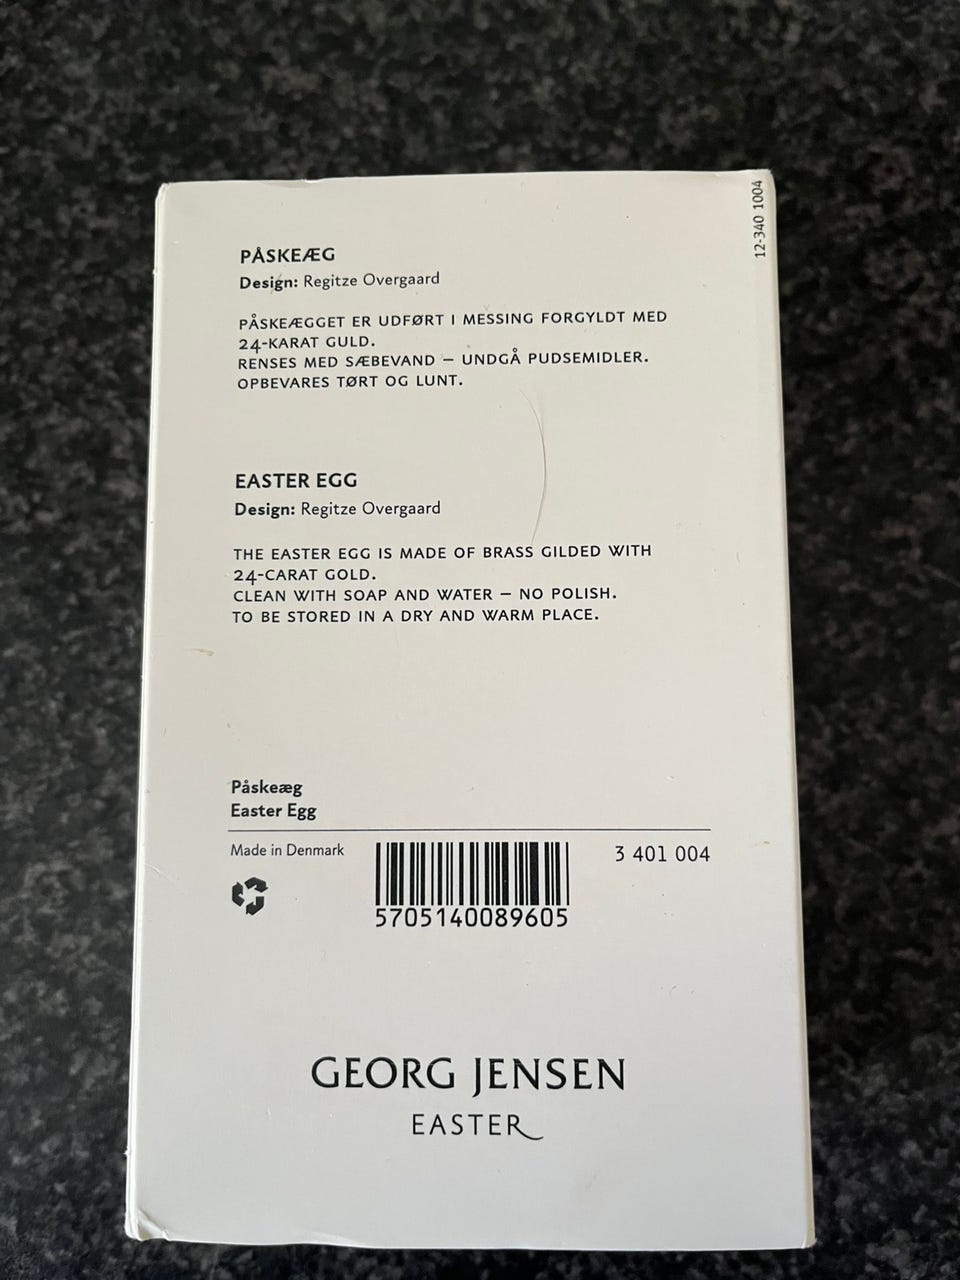 12-340 1004
PÅSKEÆG
Design: Regitze Overgaard
PÅSKEÆGGET ER UDFØRT I MESSING FORGYLDT MED
24-KARAT GULD.
RENSES MED SÆBEVAND – UNDGÅ PUDSEMIDLER.
OPBEVARES TØRT OG LUNT.
EASTER EGG
Design: Regitze Overgaard
THE EASTER EGG IS MADE OF BRASS GILDED WITH
24-CARAT GOLD.
CLEAN WITH SOAP AND WATER – NO POLISH.
TO BE STORED IN A DRY AND WARM PLACE.
Påskeæg
Easter Egg
Made in Denmark
3 401 004
5705140089605
GEORG JENSEN
EASTER